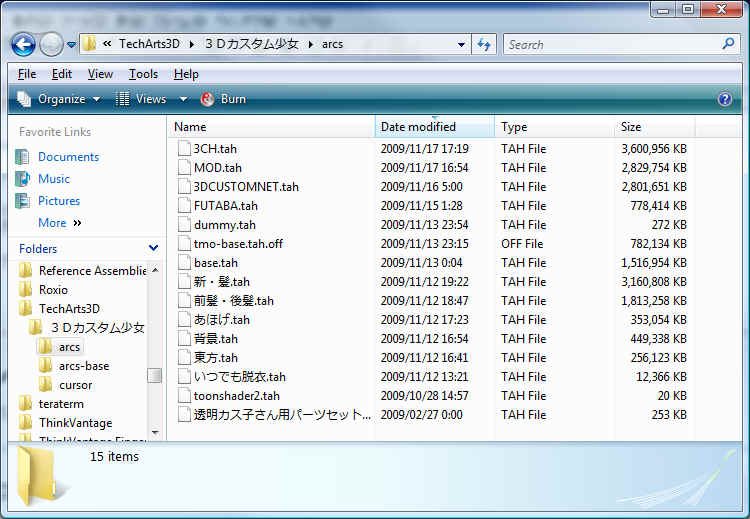 « TechArts3D ▸ 3Dカスタム少女 ▸ arcs
Search
File Edit View Tools Help
Organize Views Burn
Favorite Links
Documents
Music
Pictures
More »
Folders
Reference Assemblie
Roxio
TechArts3D
3Dカスタム少女
arcs
arcs-base
cursor
teraterm
ThinkVantage
ThinkVantage Finger
Name Date modified Type Size
3CH.tah 2009/11/17 17:19 TAH File 3,600,956 KB
MOD.tah 2009/11/17 16:54 TAH File 2,829,754 KB
3DCUSTOMNET.tah 2009/11/16 5:00 TAH File 2,801,651 KB
FUTABA.tah 2009/11/15 1:28 TAH File 778,414 KB
dummy.tah 2009/11/13 23:54 TAH File 272 KB
tmo-base.tah.off 2009/11/13 23:15 OFF File 782,134 KB
base.tah 2009/11/13 0:04 TAH File 1,516,954 KB
新・髪.tah 2009/11/12 19:22 TAH File 3,160,808 KB
前髪・後髪.tah 2009/11/12 18:47 TAH File 1,813,258 KB
あほげ.tah 2009/11/12 17:23 TAH File 353,054 KB
背景.tah 2009/11/12 16:54 TAH File 449,338 KB
東方.tah 2009/11/12 16:41 TAH File 256,123 KB
いつでも脱衣.tah 2009/11/12 13:21 TAH File 12,366 KB
toonshader2.tah 2009/10/28 14:57 TAH File 20 KB
透明カス子さん用パーツセット... 2009/02/27 0:00 TAH File 253 KB
15 items